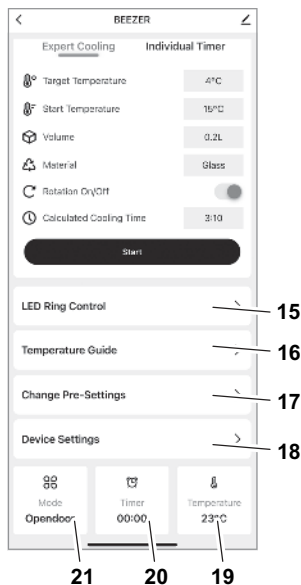 BEEZER
Expert Cooling Individual Timer
Target Temperature 4°C
Start Temperature 15°C
Volume 0.2L
Material Glass
Rotation On/Off
Calculated Cooling Time 3:10
Start
LED Ring Control 15
Temperature Guide 16
Change Pre-Settings 17
Device Settings 18
Mode Timer Temperature
Opendoor 00:00 23°C
21 20 19